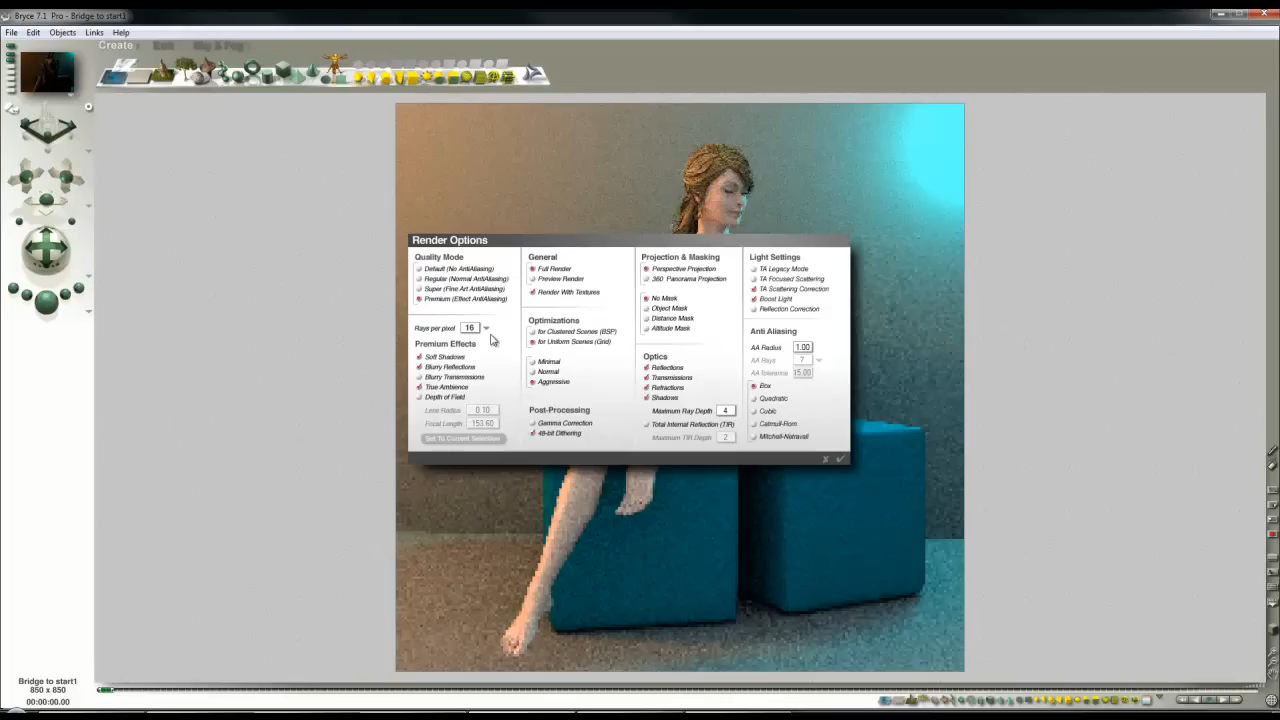 Bryce 7.1 Pro - Bridge to start1
File Edit Objects Links Help
Create Edit Sky & Fog
Render Options
Quality Mode
Default (No AntiAliasing)
Regular (Normal AntiAliasing)
Super (Fine Art AntiAliasing)
Premium (Effect AntiAliasing)
Rays per pixel 16
Premium Effects
Soft Shadows
Blurry Reflections
Blurry Transmissions
True Ambience
Depth of Field
Lens Radius 0.10
Focal Length 153.60
Set To Current Selection
General
Full Render
Preview Render
Render With Textures
Optimizations
for Clustered Scenes (BSP)
for Uniform Scenes (Grid)
Minimal
Normal
Aggressive
Post-Processing
Gamma Correction
48-bit Dithering
Projection & Masking
Perspective Projection
360 Panorama Projection
No Mask
Object Mask
Distance Mask
Altitude Mask
Optics
Reflections
Transmissions
Refractions
Shadows
Maximum Ray Depth 4
Total Internal Reflection (TIR)
Maximum TIR Depth 2
Light Settings
TA Legacy Mode
TA Focused Scattering
TA Scattering Correction
Boost Light
Reflection Correction
Anti Aliasing
AA Radius 1.00
AA Rays 7
AA Tolerance 15.00
Box
Quadratic
Cubic
Catmull-Rom
Mitchell-Netravali
Bridge to start1
850 x 850
00:00:00.00